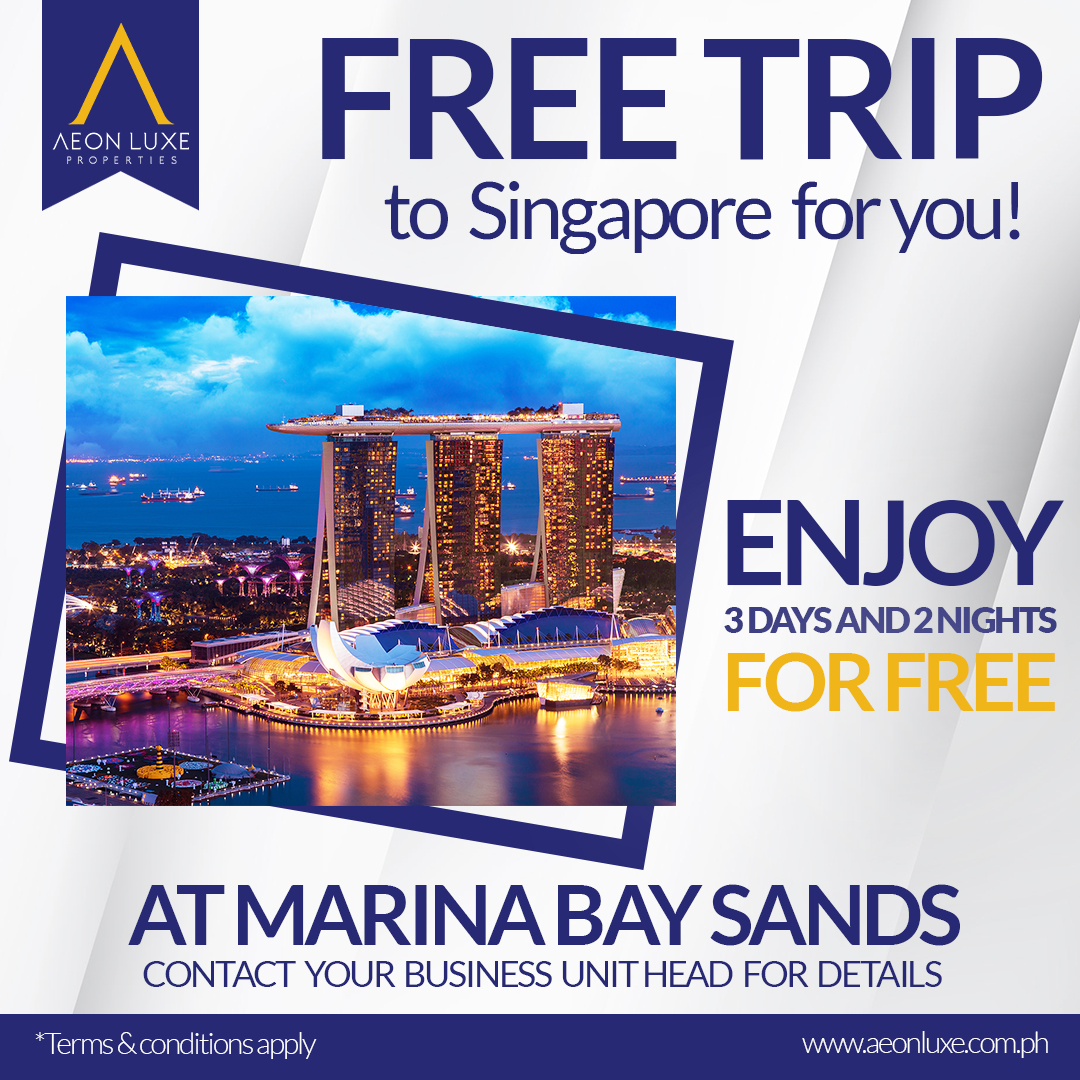 AEON LUXE
PROPERTIES
FREE TRIP
to Singapore for you!
ENJOY
3 DAYS AND 2 NIGHTS
FOR FREE
AT MARINA BAY SANDS
CONTACT YOUR BUSINESS UNIT HEAD FOR DETAILS
*Terms & conditions apply
www.aeonluxe.com.ph